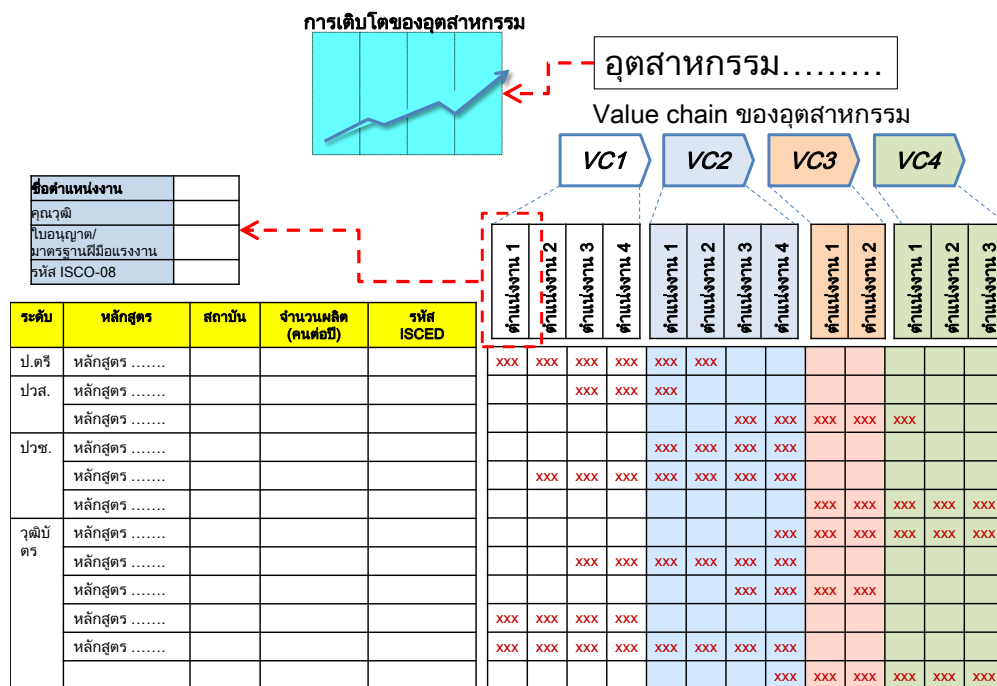 การเติบโตของอุตสาหกรรม
อุตสาหกรรม.........
Value chain ของอุตสาหกรรม
VC1 VC2 VC3 VC4
ชื่อตำแหน่งงาน
คุณวุฒิ
ใบอนุญาต/
มาตรฐานฝีมือแรงงาน
รหัส ISCO-08
ตำแน่งงาน 1 ตำแน่งงาน 2 ตำแน่งงาน 3 ตำแน่งงาน 4 ตำแน่งงาน 1 ตำแน่งงาน 2 ตำแน่งงาน 3 ตำแน่งงาน 4 ตำแน่งงาน 1 ตำแน่งงาน 2 ตำแน่งงาน 1 ตำแน่งงาน 2 ตำแน่งงาน 3
ระดับ หลักสูตร สถาบัน จำนวนผลิต รหัส
(คนต่อปี) ISCED
ป.ตรี หลักสูตร ....... xxx xxx xxx xxx xxx xxx
ปวส. หลักสูตร ....... xxx xxx xxx
หลักสูตร ....... xxx xxx xxx xxx xxx
ปวช. หลักสูตร ....... xxx xxx xxx xxx
หลักสูตร ....... xxx xxx xxx xxx xxx xxx xxx
หลักสูตร ....... xxx xxx xxx xxx xxx
วุฒิบั หลักสูตร ....... xxx xxx xxx xxx xxx xxx
ตร
หลักสูตร ....... xxx xxx xxx xxx xxx xxx
หลักสูตร ....... xxx xxx xxx xxx
หลักสูตร ....... xxx xxx xxx xxx
หลักสูตร ....... xxx xxx xxx xxx xxx xxx xxx xxx
xxx xxx xxx xxx xxx xxx